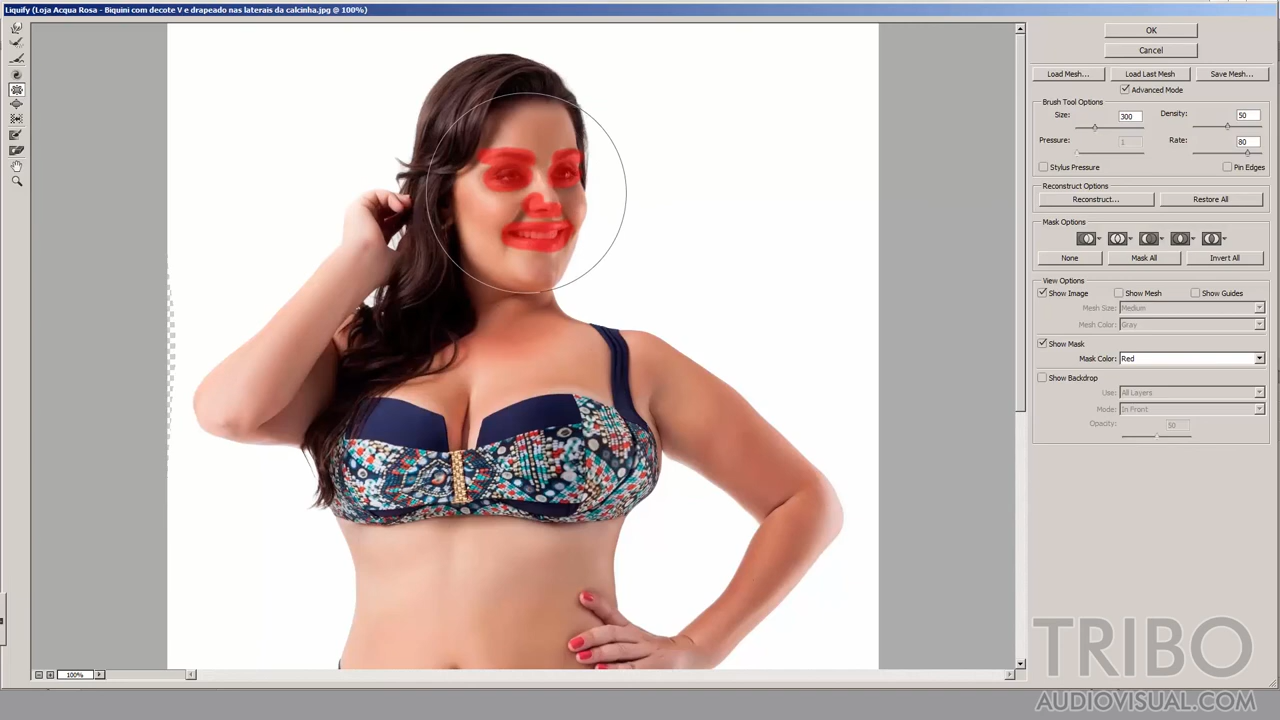 Liquify (Loja Acqua Rosa - Biquini com decote V e drapeado nas laterais da calcinha.jpg @ 100%)
OK
Cancel
Load Mesh...
Load Last Mesh
Save Mesh...
Advanced Mode
Brush Tool Options
Size:
300
Density:
50
Pressure:
1
Rate:
80
Stylus Pressure
Pin Edges
Reconstruct Options
Reconstruct...
Restore All
Mask Options
None
Mask All
Invert All
View Options
Show Image
Show Mesh
Show Guides
Mesh Size:
Medium
Mesh Color:
Gray
Show Mask
Mask Color:
Red
Show Backdrop
Use:
All Layers
Mode:
In Front
Opacity:
50
100%
TRIBO
AUDIOVISUAL.COM